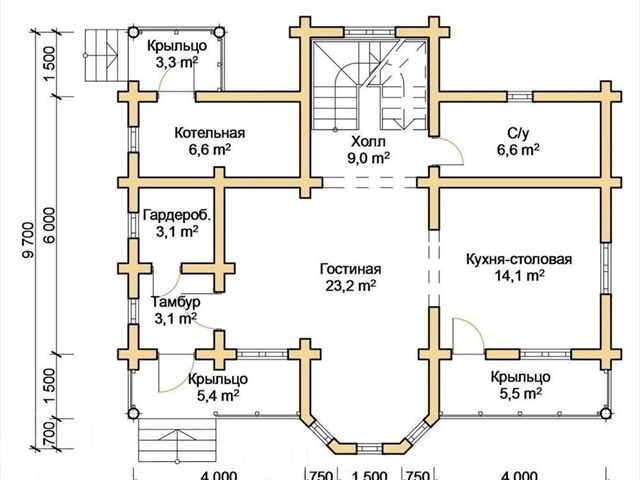 Крыльцо
3,3 m²
Котельная
6,6 m²
Холл
9,0 m²
С/у
6,6 m²
Гардероб.
3,1 m²
Гостиная
23,2 m²
Кухня-столовая
14,1 m²
Тамбур
3,1 m²
Крыльцо
5,4 m²
Крыльцо
5,5 m²
1 500
6 000
9 700
1 500
700
4 000
750
1 500
750
4 000